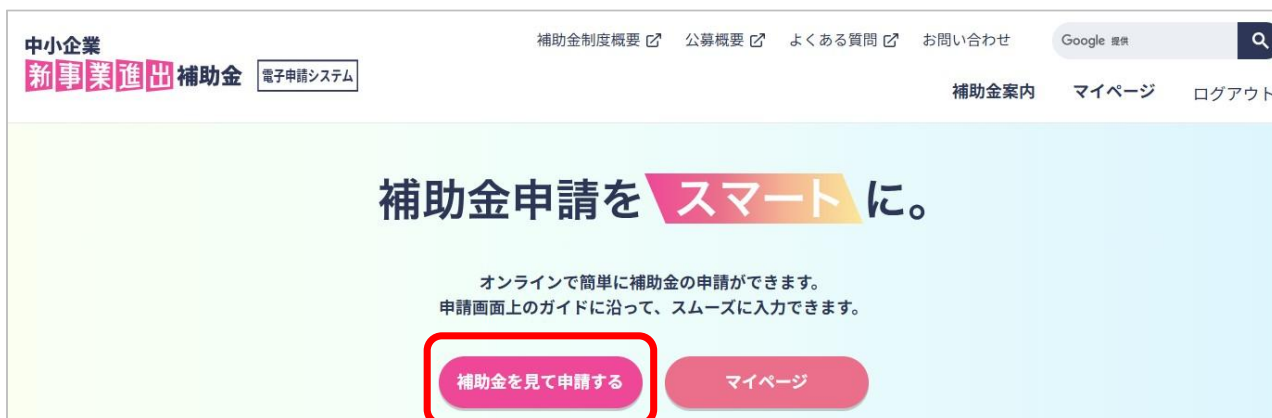 中小企業
新事業進出補助金 電子申請システム
補助金制度概要 公募概要 よくある質問 お問い合わせ
Google 提供
補助金案内 マイページ ログアウト
補助金申請をスマートに。
オンラインで簡単に補助金の申請ができます。
申請画面上のガイドに沿って、スムーズに入力できます。
補助金を見て申請する マイページ